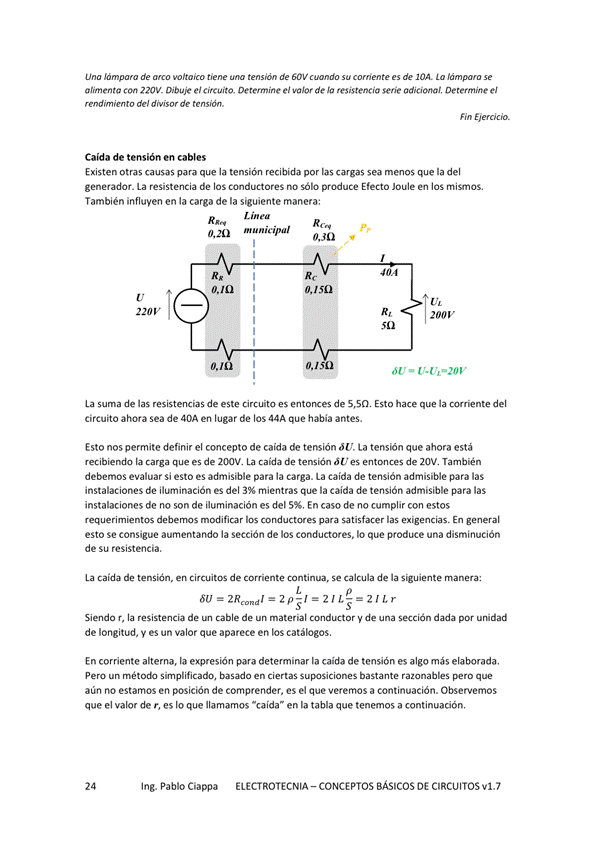 Una lámpara de arco voltaico tiene una tensión de 60V cuando su corriente es de 10A. La lámpara se
alimenta con 220V. Dibuje el circuito. Determine el valor de la resistencia serie adicional. Determine el
rendimiento del divisor de tensión.
Fin Ejercicio.
Caída de tensión en cables
Existen otras causas para que la tensión recibida por las cargas sea menos que la del
generador. La resistencia de los conductores no sólo produce Efecto Joule en los mismos.
También influyen en la carga de la siguiente manera:
R_Req
0,2Ω
Línea
municipal
R_Ceq
0,3Ω
P_P
I
40A
R_R
0,1Ω
R_C
0,15Ω
U
220V
R_L
5Ω
U_L
200V
0,1Ω
0,15Ω
δU = U-U_L=20V
La suma de las resistencias de este circuito es entonces de 5,5Ω. Esto hace que la corriente del
circuito ahora sea de 40A en lugar de los 44A que había antes.
Esto nos permite definir el concepto de caída de tensión δU. La tensión que ahora está
recibiendo la carga que es de 200V. La caída de tensión δU es entonces de 20V. También
debemos evaluar si esto es admisible para la carga. La caída de tensión admisible para las
instalaciones de iluminación es del 3% mientras que la caída de tensión admisible para las
instalaciones de no son de iluminación es del 5%. En caso de no cumplir con estos
requerimientos debemos modificar los conductores para satisfacer las exigencias. En general
esto se consigue aumentando la sección de los conductores, lo que produce una disminución
de su resistencia.
La caída de tensión, en circuitos de corriente continua, se calcula de la siguiente manera:
δU = 2R_cond I = 2 ρ L/S I = 2 I L ρ/S = 2 I L r
Siendo r, la resistencia de un cable de un material conductor y de una sección dada por unidad
de longitud, y es un valor que aparece en los catálogos.
En corriente alterna, la expresión para determinar la caída de tensión es algo más elaborada.
Pero un método simplificado, basado en ciertas suposiciones bastante razonables pero que
aún no estamos en posición de comprender, es el que veremos a continuación. Observemos
que el valor de r, es lo que llamamos “caída” en la tabla que tenemos a continuación.
24 Ing. Pablo Ciappa ELECTROTECNIA – CONCEPTOS BÁSICOS DE CIRCUITOS v1.7